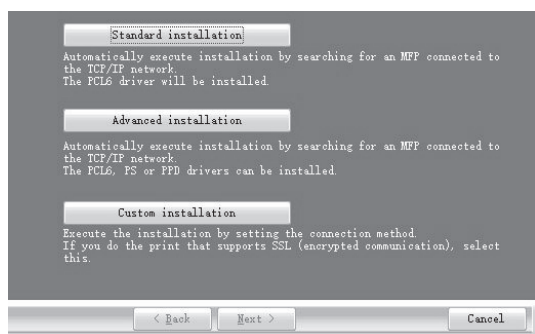 Standard installation
Automatically execute installation by searching for an MFP connected to
the TCP/IP network.
The PCL6 driver will be installed.
Advanced installation
Automatically execute installation by searching for an MFP connected to
the TCP/IP network.
The PCL6, PS or PPD drivers can be installed.
Custom installation
Execute the installation by setting the connection method.
If you do the print that supports SSL (encrypted communication), select
this.
< Back Next > Cancel